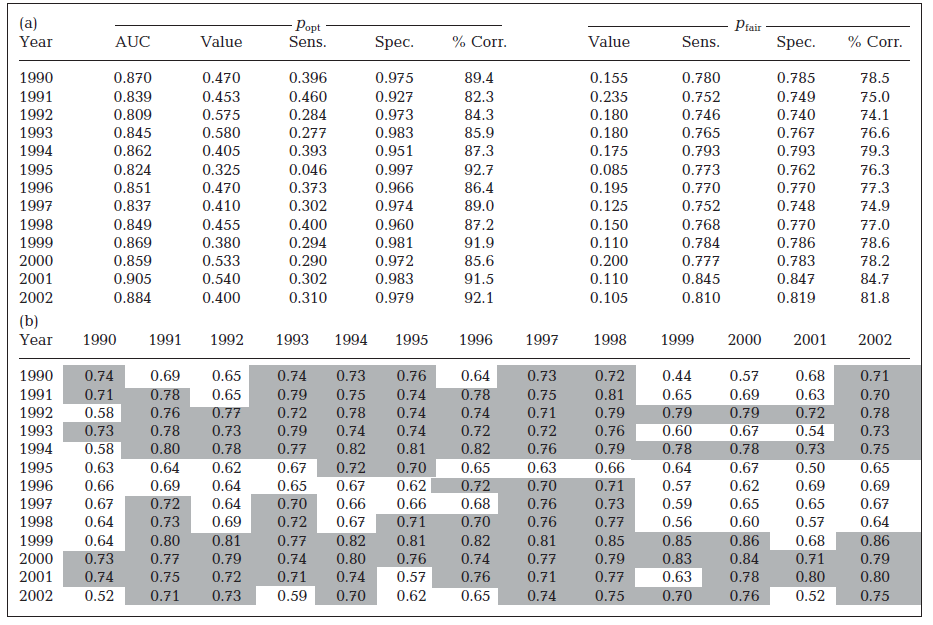 (a) p_opt p_fair
Year AUC Value Sens. Spec. % Corr. Value Sens. Spec. % Corr.
1990 0.870 0.470 0.396 0.975 89.4 0.155 0.780 0.785 78.5
1991 0.839 0.453 0.460 0.927 82.3 0.235 0.752 0.749 75.0
1992 0.809 0.575 0.284 0.973 84.3 0.180 0.746 0.740 74.1
1993 0.845 0.580 0.277 0.983 85.9 0.180 0.765 0.767 76.6
1994 0.862 0.405 0.393 0.951 87.3 0.175 0.793 0.793 79.3
1995 0.824 0.325 0.046 0.997 92.7 0.085 0.773 0.762 76.3
1996 0.851 0.470 0.373 0.966 86.4 0.195 0.770 0.770 77.3
1997 0.837 0.410 0.302 0.974 89.0 0.125 0.752 0.748 74.9
1998 0.849 0.455 0.400 0.960 87.2 0.150 0.768 0.770 77.0
1999 0.869 0.380 0.294 0.981 91.9 0.110 0.784 0.786 78.6
2000 0.859 0.533 0.290 0.972 85.6 0.200 0.777 0.783 78.2
2001 0.905 0.540 0.302 0.983 91.5 0.110 0.845 0.847 84.7
2002 0.884 0.400 0.310 0.979 92.1 0.105 0.810 0.819 81.8
(b)
Year 1990 1991 1992 1993 1994 1995 1996 1997 1998 1999 2000 2001 2002
1990 0.74 0.69 0.65 0.74 0.73 0.76 0.64 0.73 0.72 0.44 0.57 0.68 0.71
1991 0.71 0.78 0.65 0.79 0.75 0.74 0.78 0.75 0.81 0.65 0.69 0.63 0.70
1992 0.58 0.76 0.77 0.72 0.78 0.74 0.74 0.71 0.79 0.79 0.79 0.72 0.78
1993 0.73 0.78 0.73 0.79 0.74 0.74 0.72 0.72 0.76 0.60 0.67 0.54 0.73
1994 0.58 0.80 0.78 0.77 0.82 0.81 0.82 0.76 0.79 0.78 0.78 0.73 0.75
1995 0.63 0.64 0.62 0.67 0.72 0.70 0.65 0.63 0.66 0.64 0.67 0.50 0.65
1996 0.66 0.69 0.64 0.65 0.67 0.62 0.72 0.70 0.71 0.57 0.62 0.69 0.69
1997 0.67 0.72 0.64 0.70 0.66 0.66 0.68 0.76 0.73 0.59 0.65 0.65 0.67
1998 0.64 0.73 0.69 0.72 0.67 0.71 0.70 0.76 0.77 0.56 0.60 0.57 0.64
1999 0.64 0.80 0.81 0.77 0.82 0.81 0.82 0.81 0.85 0.85 0.86 0.68 0.86
2000 0.73 0.77 0.79 0.74 0.80 0.76 0.74 0.77 0.79 0.83 0.84 0.71 0.79
2001 0.74 0.75 0.72 0.71 0.74 0.57 0.76 0.71 0.77 0.63 0.78 0.80 0.80
2002 0.52 0.71 0.73 0.59 0.70 0.62 0.65 0.74 0.75 0.70 0.76 0.52 0.75